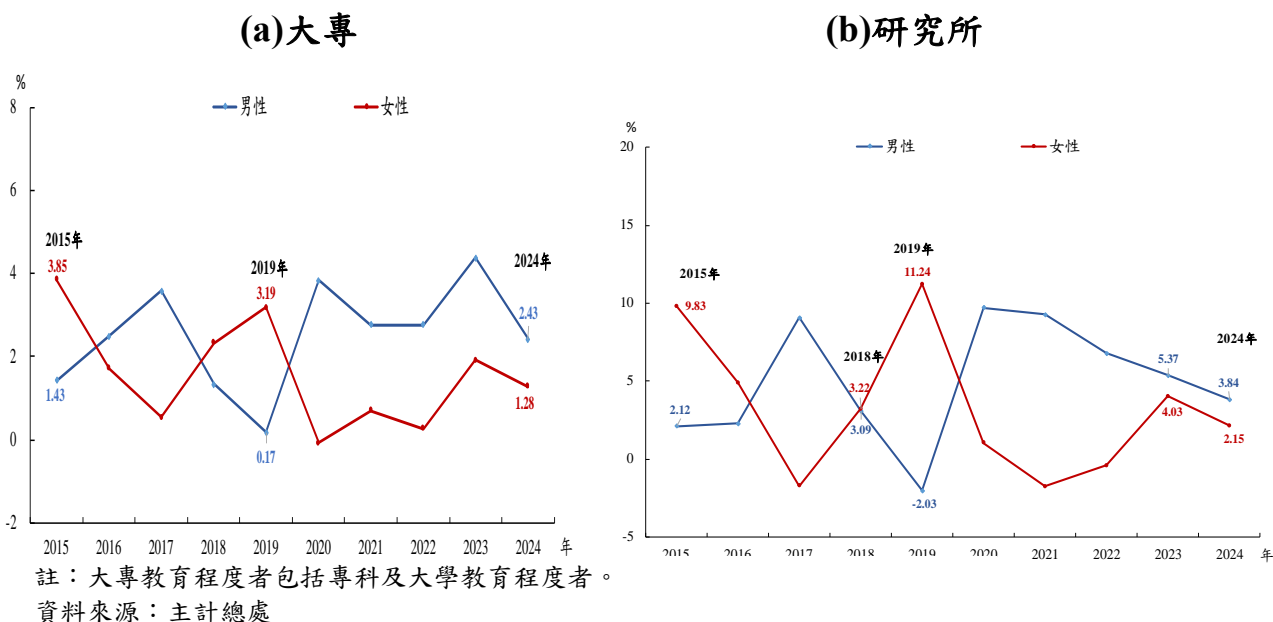 (a)大專
%
男性
女性
8
6
4
2
0
-2
2015年
3.85
1.43
2019年
3.19
0.17
2024年
2.43
1.28
2015 2016 2017 2018 2019 2020 2021 2022 2023 2024 年
(b)研究所
%
男性
女性
20
15
10
5
0
-5
2015年
9.83
2.12
2018年
3.22
3.09
2019年
11.24
-2.03
5.37
4.03
2024年
3.84
2.15
2015 2016 2017 2018 2019 2020 2021 2022 2023 2024 年
註：大專教育程度者包括專科及大學教育程度者。
資料來源：主計總處